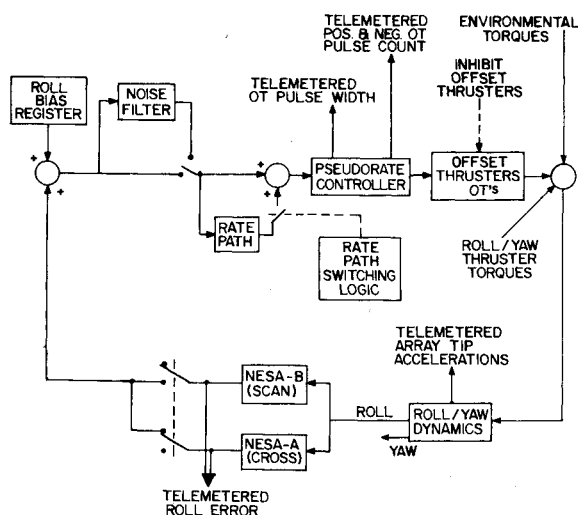 TELEMETERED
POS. & NEG. OT
PULSE COUNT
ENVIRONMENTAL
TORQUES
ROLL
BIAS
REGISTER
NOISE
FILTER
TELEMETERED
OT PULSE WIDTH
INHIBIT
OFFSET
THRUSTERS
+
+
+
+
PSEUDORATE
CONTROLLER
OFFSET
THRUSTERS
OT'S
RATE
PATH
RATE
PATH
SWITCHING
LOGIC
ROLL/YAW
THRUSTER
TORQUES
TELEMETERED
ARRAY TIP
ACCELERATIONS
NESA-B
(SCAN)
ROLL
ROLL/YAW
DYNAMICS
YAW
NESA-A
(CROSS)
TELEMETERED
ROLL ERROR